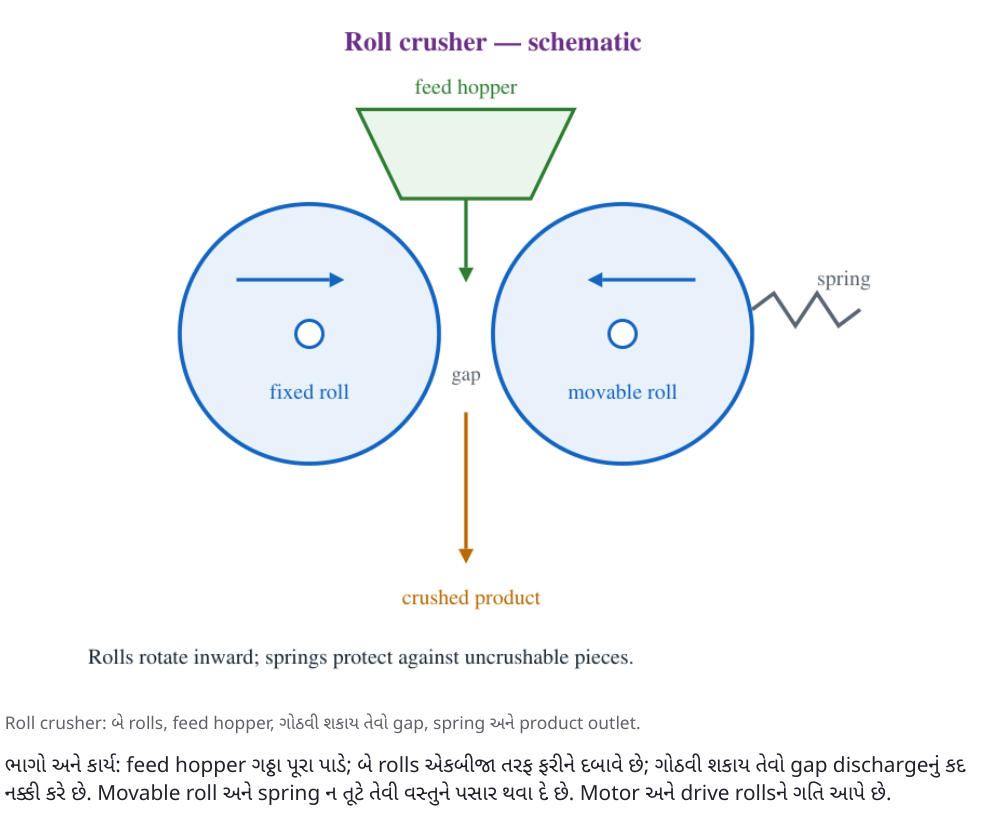 Roll crusher — schematic
feed hopper
spring
gap
fixed roll
movable roll
crushed product
Rolls rotate inward; springs protect against uncrushable pieces.
Roll crusher: બે rolls, feed hopper, ગોઠવી શકાય તેવો gap, spring અને product outlet.
ભાગો અને કાર્ય: feed hopper ગઠ્ઠા પૂરા પાડે; બે rolls એકબીજા તરફ ફરીને દબાવે છે; ગોઠવી શકાય તેવો gap dischargeનું કદ
નક્કી કરે છે. Movable roll અને spring ન તૂટે તેવી વસ્તુને પસાર થવા દે છે. Motor અને drive rollsને ગતિ આપે છે.